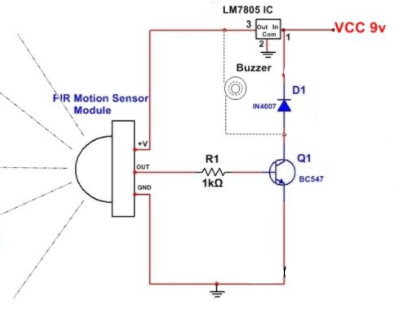 LM7805 IC
3 Out In 1
Com
2
VCC 9v
Buzzer
D1
IN4007
PIR Motion Sensor
Module
+V
OUT
GND
R1
1kΩ
Q1
BC547